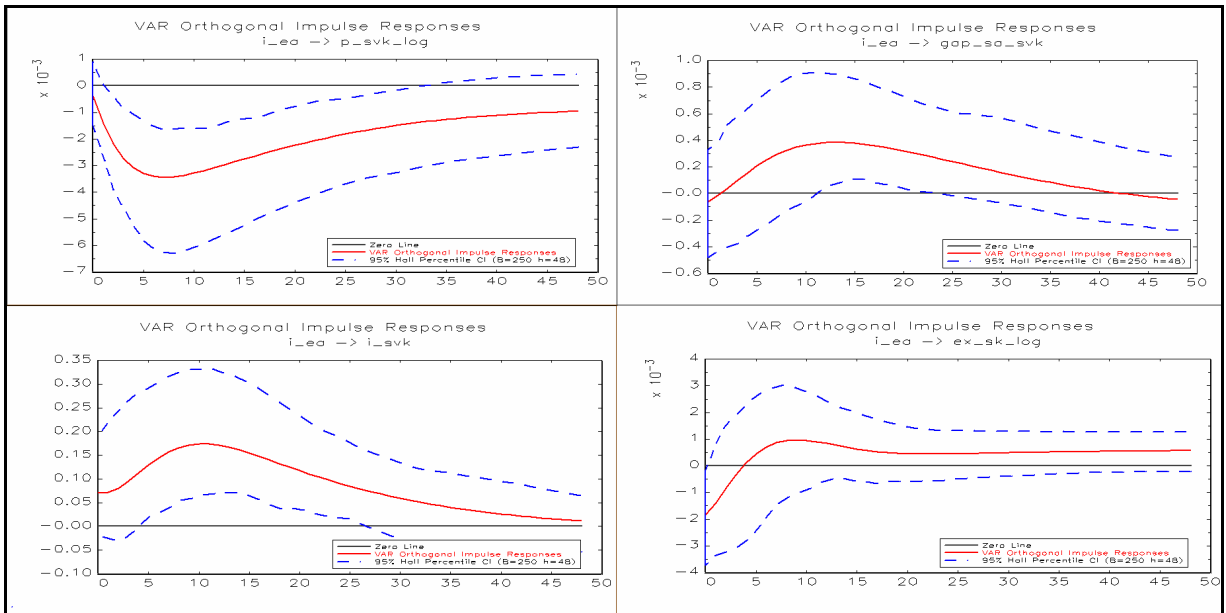 VAR Orthogonal Impulse Responses
i_ea -> p_svk_log
x 10^-3
1
0
-1
-2
-3
-4
-5
-6
-7
0 5 10 15 20 25 30 35 40 45 50
Zero Line
VAR Orthogonal Impulse Responses
95% Hall Percentile CI (B=250 h=48)
VAR Orthogonal Impulse Responses
i_ea -> gap_sa_svk
x 10^-3
1.0
0.8
0.6
0.4
0.2
-0.0
-0.2
-0.4
-0.6
0 5 10 15 20 25 30 35 40 45 50
Zero Line
VAR Orthogonal Impulse Responses
95% Hall Percentile CI (B=250 h=48)
VAR Orthogonal Impulse Responses
i_ea -> i_svk
0.35
0.30
0.25
0.20
0.15
0.10
0.05
-0.00
-0.05
-0.10
0 5 10 15 20 25 30 35 40 45 50
Zero Line
VAR Orthogonal Impulse Responses
95% Hall Percentile CI (B=250 h=48)
VAR Orthogonal Impulse Responses
i_ea -> ex_sk_log
x 10^-3
4
3
2
1
0
-1
-2
-3
-4
0 5 10 15 20 25 30 35 40 45 50
Zero Line
VAR Orthogonal Impulse Responses
95% Hall Percentile CI (B=250 h=48)